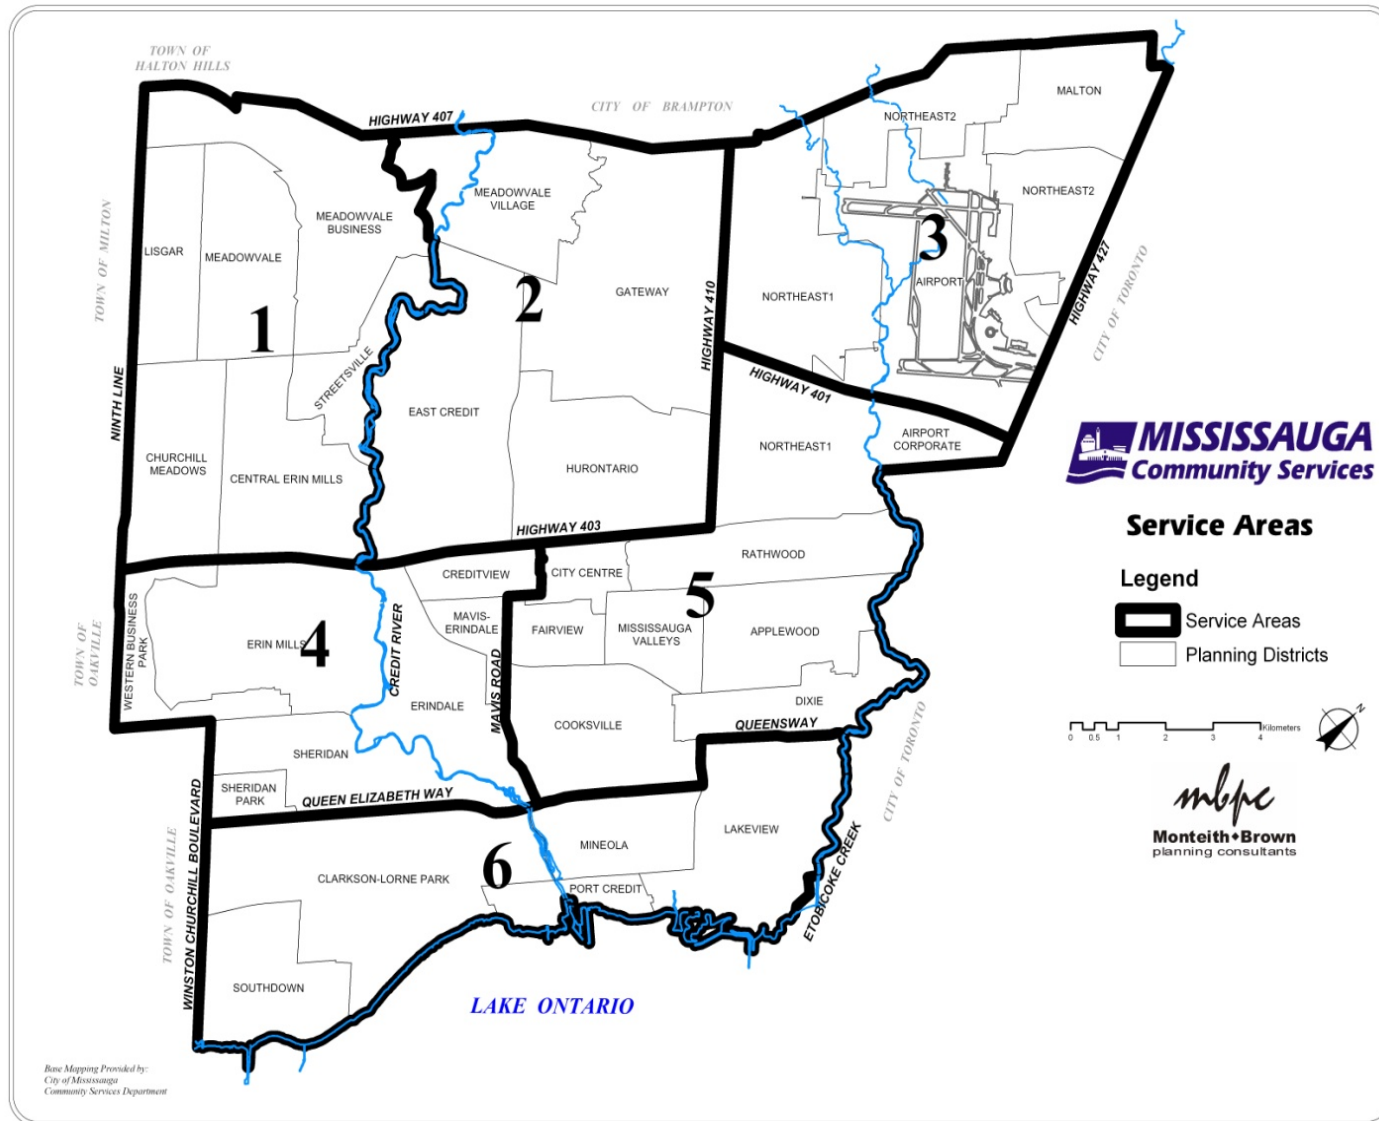 TOWN OF
HALTON HILLS
CITY OF BRAMPTON
HIGHWAY 407
MALTON
NORTHEAST2
NORTHEAST2
MEADOWVALE
VILLAGE
MEADOWVALE
BUSINESS
TOWN OF MILTON
LISGAR
MEADOWVALE
1
2
3
GATEWAY
AIRPORT
NORTHEAST1
HIGHWAY 410
HIGHWAY 427
CITY OF TORONTO
HIGHWAY 401
STREETSVILLE
NINTH LINE
EAST CREDIT
CHURCHILL
MEADOWS
CENTRAL ERIN MILLS
HURONTARIO
NORTHEAST1
AIRPORT
CORPORATE
HIGHWAY 403
RATHWOOD
CREDITVIEW
CITY CENTRE
5
TOWN OF
OAKVILLE
WESTERN BUSINESS
PARK
ERIN MILLS
4
CREDIT RIVER
MAVIS-
ERINDALE
FAIRVIEW
MISSISSAUGA
VALLEYS
APPLEWOOD
MAVIS ROAD
ERINDALE
DIXIE
COOKSVILLE
QUEENSWAY
SHERIDAN
SHERIDAN
PARK
QUEEN ELIZABETH WAY
WINSTON CHURCHILL BOULEVARD
TOWN OF OAKVILLE
CITY OF TORONTO
LAKEVIEW
MINEOLA
6
CLARKSON-LORNE PARK
PORT CREDIT
ETOBICOKE CREEK
SOUTHDOWN
LAKE ONTARIO
Base Mapping Provided by:
City of Mississauga
Community Services Department
MISSISSAUGA
Community Services
Service Areas
Legend
Service Areas
Planning Districts
0 0.5 1 2 3 4 Kilometers
N
mbpc
Monteith•Brown
planning consultants